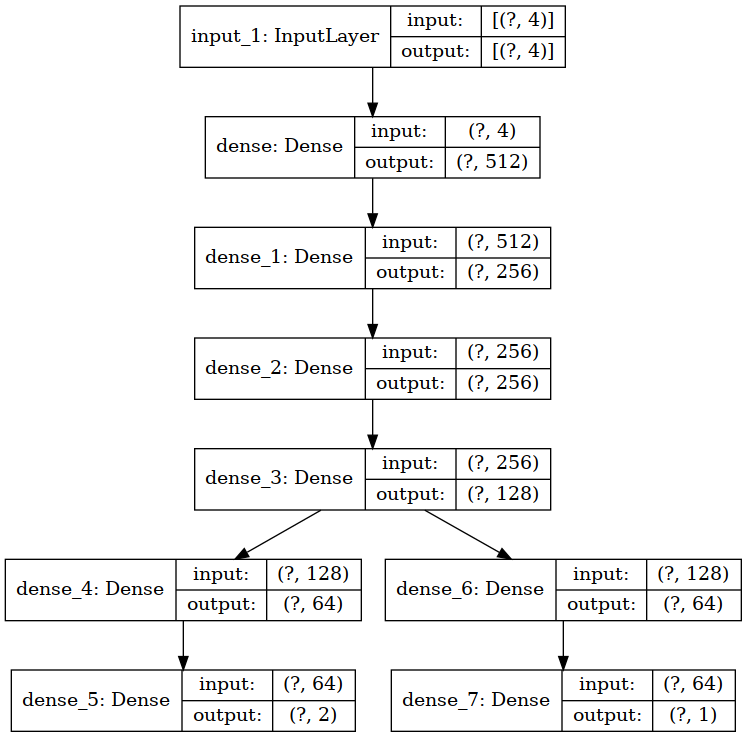 input_1: InputLayer
input:
[(?, 4)]
output:
[(?, 4)]
dense: Dense
input:
(?, 4)
output:
(?, 512)
dense_1: Dense
input:
(?, 512)
output:
(?, 256)
dense_2: Dense
input:
(?, 256)
output:
(?, 256)
dense_3: Dense
input:
(?, 256)
output:
(?, 128)
dense_4: Dense
input:
(?, 128)
output:
(?, 64)
dense_6: Dense
input:
(?, 128)
output:
(?, 64)
dense_5: Dense
input:
(?, 64)
output:
(?, 2)
dense_7: Dense
input:
(?, 64)
output:
(?, 1)